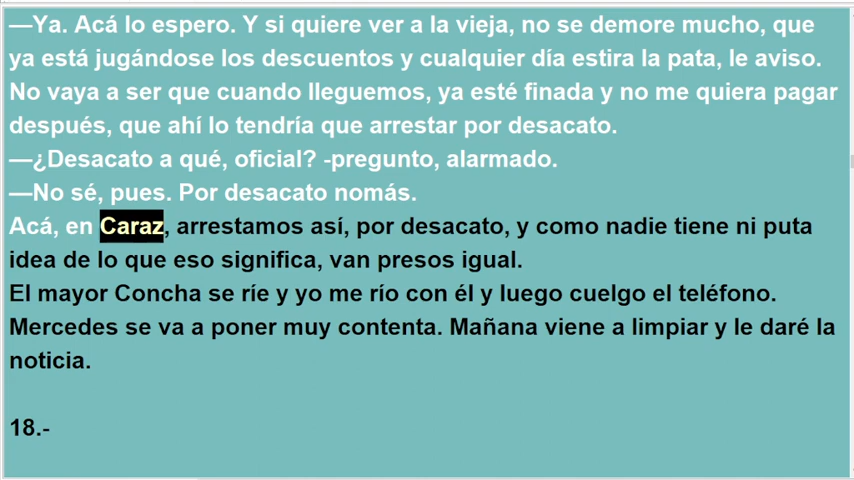 —Ya. Acá lo espero. Y si quiere ver a la vieja, no se demore mucho, que
ya está jugándose los descuentos y cualquier día estira la pata, le aviso.
No vaya a ser que cuando lleguemos, ya esté finada y no me quiera pagar
después, que ahí lo tendría que arrestar por desacato.
—¿Desacato a qué, oficial? -pregunto, alarmado.
—No sé, pues. Por desacato nomás.
Acá, en Caraz, arrestamos así, por desacato, y como nadie tiene ni puta
idea de lo que eso significa, van presos igual.
El mayor Concha se ríe y yo me río con él y luego cuelgo el teléfono.
Mercedes se va a poner muy contenta. Mañana viene a limpiar y le daré la
noticia.
18.-